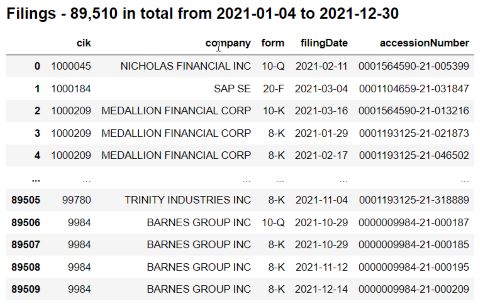 Filings - 89,510 in total from 2021-01-04 to 2021-12-30
cik company form filingDate accessionNumber
0 1000045 NICHOLAS FINANCIAL INC 10-Q 2021-02-11 0001564590-21-005399
1 1000184 SAP SE 20-F 2021-03-04 0001104659-21-031847
2 1000209 MEDALLION FINANCIAL CORP 10-K 2021-03-16 0001564590-21-013216
3 1000209 MEDALLION FINANCIAL CORP 8-K 2021-01-29 0001193125-21-021873
4 1000209 MEDALLION FINANCIAL CORP 8-K 2021-02-17 0001193125-21-046502
... ... ... ... ... ...
89505 99780 TRINITY INDUSTRIES INC 8-K 2021-11-04 0001193125-21-318889
89506 9984 BARNES GROUP INC 10-Q 2021-10-29 0000009984-21-000187
89507 9984 BARNES GROUP INC 8-K 2021-10-29 0000009984-21-000185
89508 9984 BARNES GROUP INC 8-K 2021-11-12 0000009984-21-000195
89509 9984 BARNES GROUP INC 8-K 2021-12-14 0000009984-21-000209